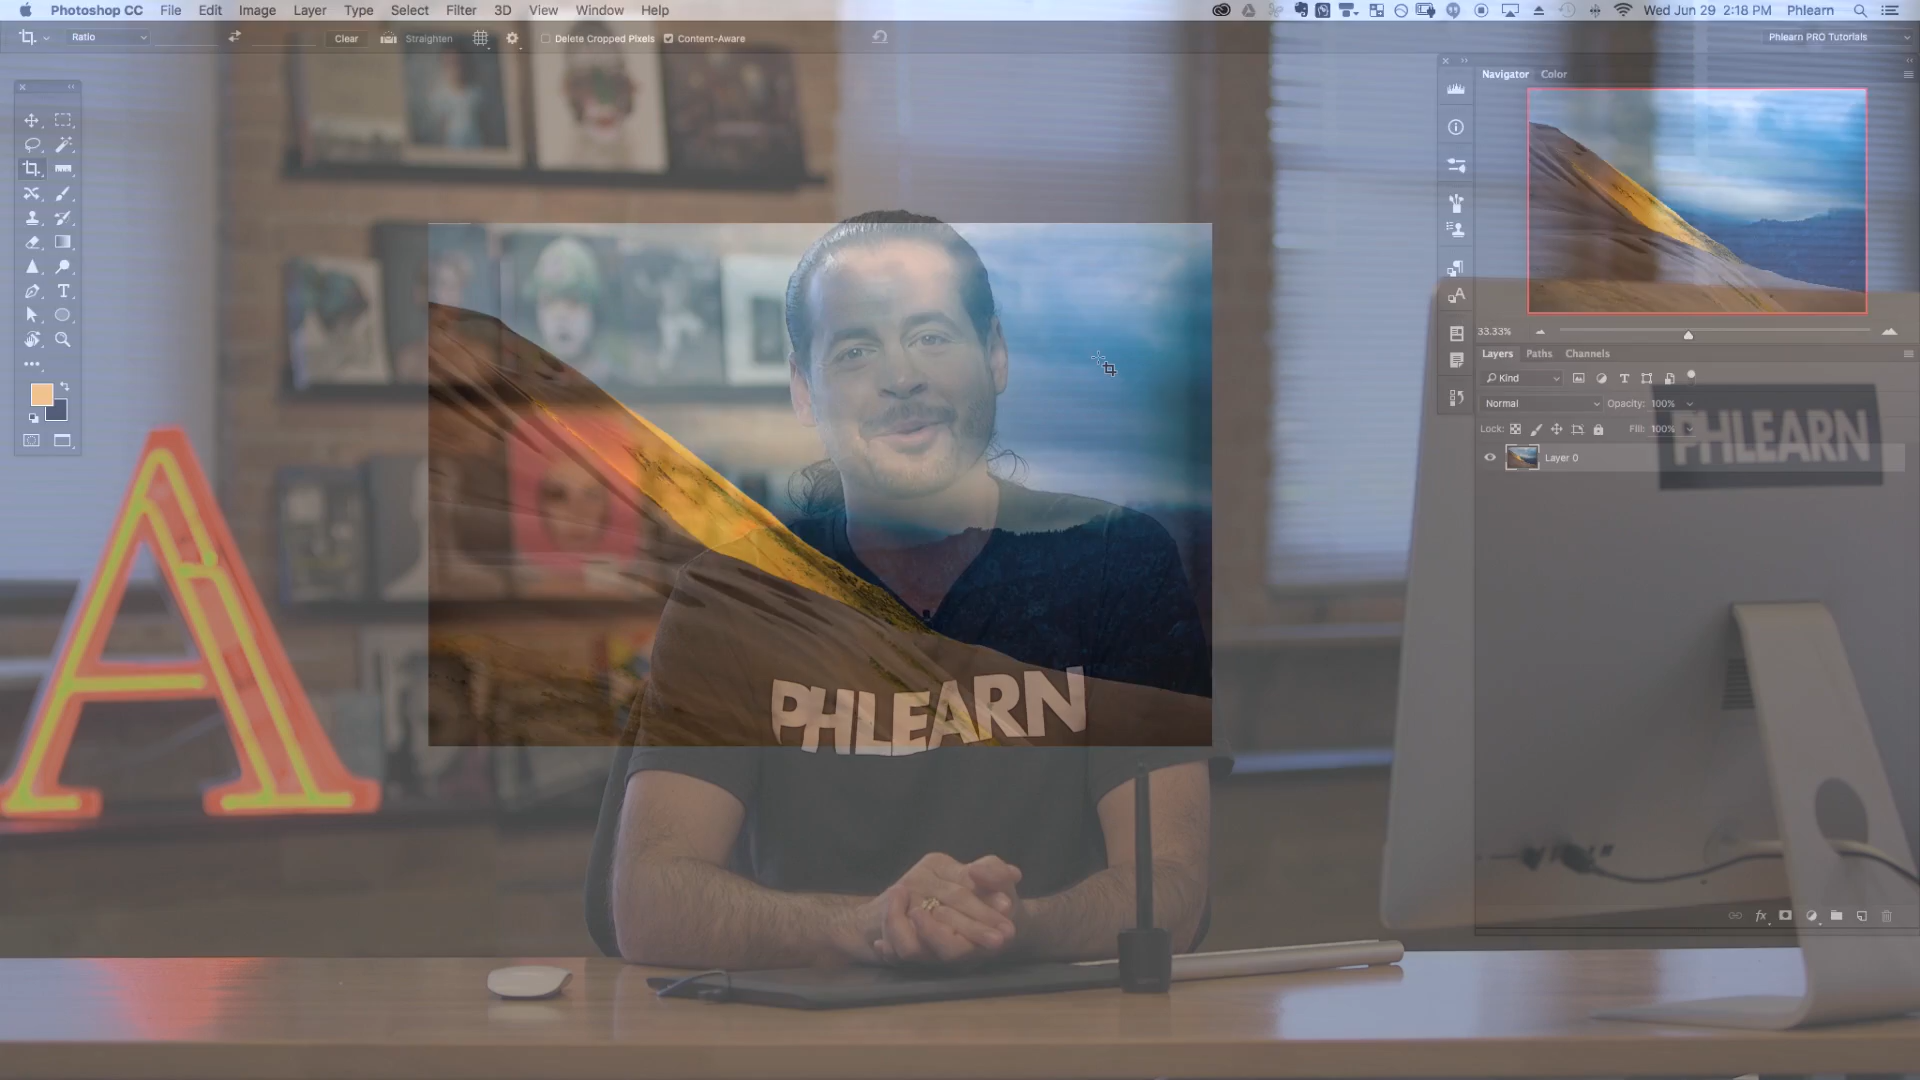 Photoshop CC File Edit Image Layer Type Select Filter 3D View Window Help Wed Jun 29 2:18 PM Phlearn
Ratio Clear Straighten Delete Cropped Pixels Content-Aware Phlearn PRO Tutorials
Navigator Color
33.33%
Layers Paths Channels
Kind
Normal Opacity: 100%
Lock: Fill: 100%
Layer 0
PHLEARN
A
PHLEARN
fx